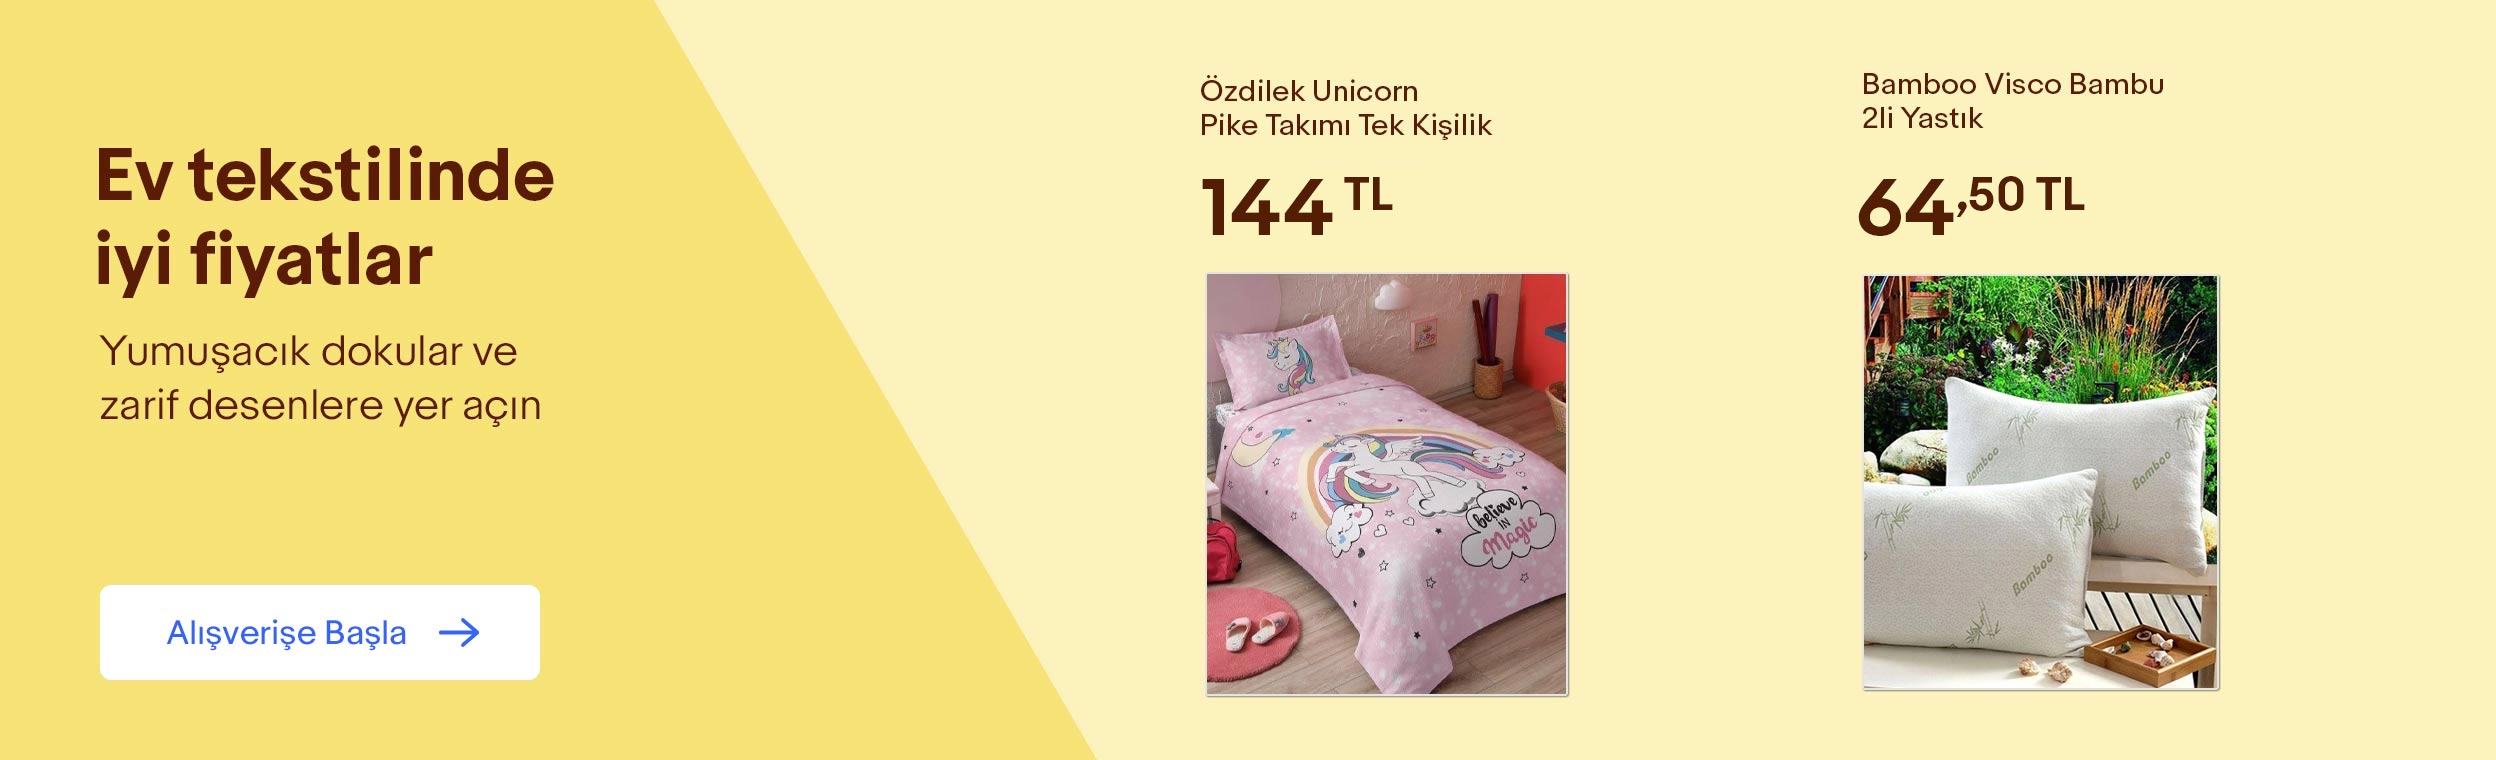 Ev tekstilinde
iyi fiyatlar
Yumuşacık dokular ve
zarif desenlere yer açın
Alışverişe Başla
Özdilek Unicorn
Pike Takımı Tek Kişilik
144 TL
believe
IN
Magic
Bamboo Visco Bambu
2li Yastık
64,50 TL
Bamboo
Bamboo
Bamboo